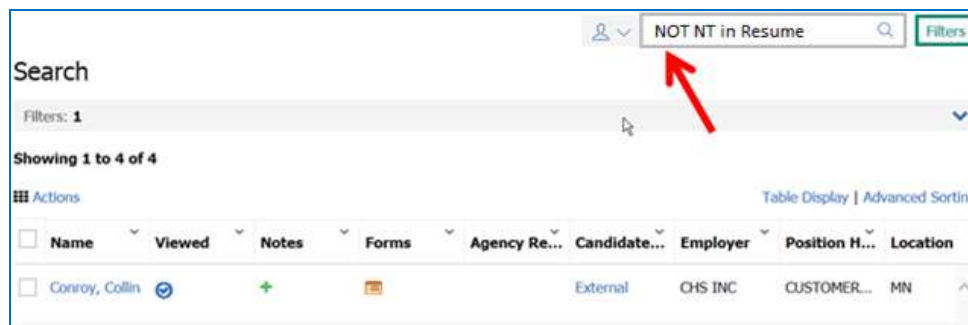 NOT NT in Resume Filters
Search
Filters: 1
Showing 1 to 4 of 4
Actions Table Display | Advanced Sortin
Name Viewed Notes Forms Agency Re... Candidate... Employer Position H... Location
Conroy, Collin External CHS INC CUSTOMER... MN